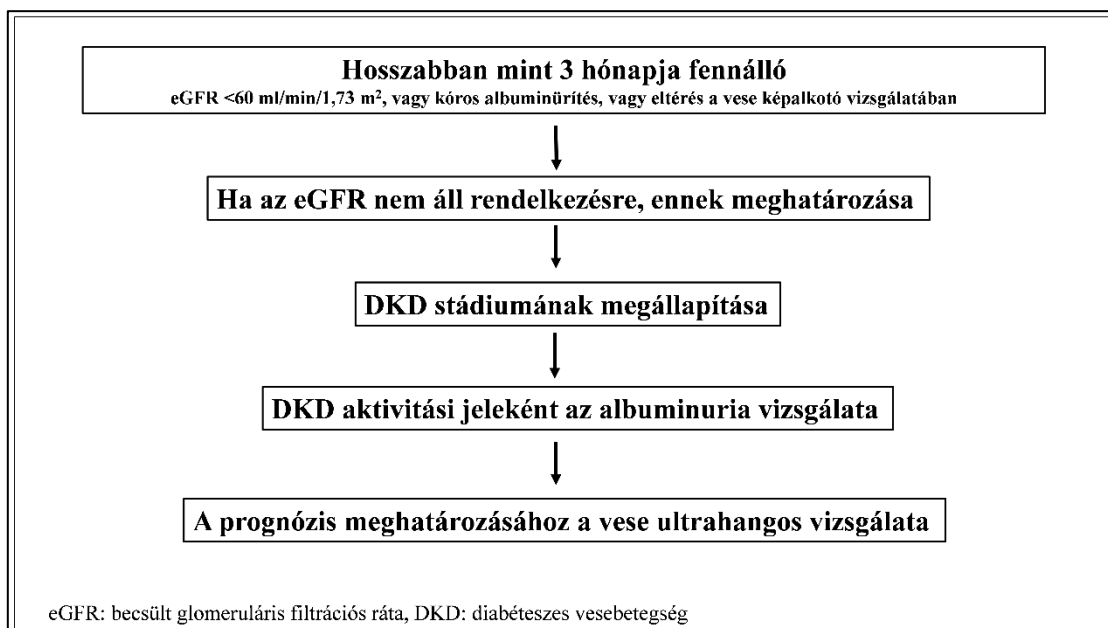 Hosszabban mint 3 hónapja fennálló
eGFR <60 ml/min/1,73 m², vagy kóros albuminürítés, vagy eltérés a vese képalkotó vizsgálatában
Ha az eGFR nem áll rendelkezésre, ennek meghatározása
DKD stádiumának megállapítása
DKD aktivitási jeleként az albuminuria vizsgálata
A prognózis meghatározásához a vese ultrahangos vizsgálata
eGFR: becsült glomeruláris filtrációs ráta, DKD: diabéteszes vesebetegség